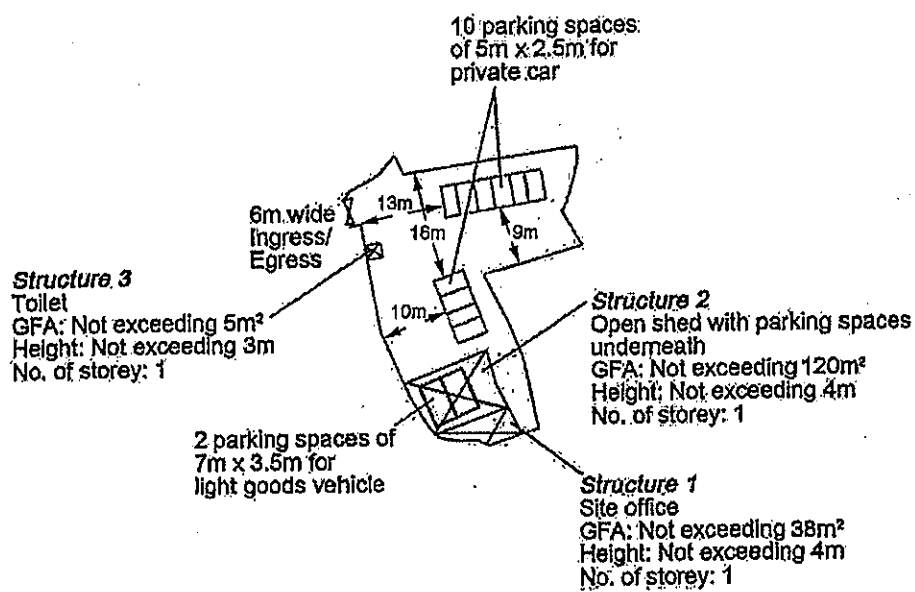 10 parking spaces
of 5m x 2.5m for
private car
13m
16m
9m
6m wide
Ingress/
Egress
10m
Structure 3
Toilet
GFA: Not exceeding 5m²
Height: Not exceeding 3m
No. of storey: 1
Structure 2
Open shed with parking spaces
underneath
GFA: Not exceeding 120m²
Height: Not exceeding 4m
No. of storey: 1
2 parking spaces of
7m x 3.5m for
light goods vehicle
Structure 1
Site office
GFA: Not exceeding 38m²
Height: Not exceeding 4m
No. of storey: 1